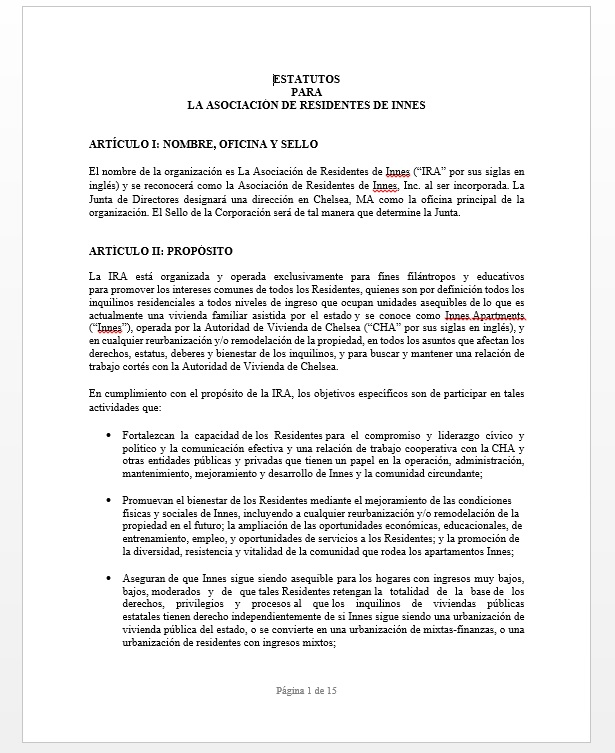 ESTATUTOS
PARA
LA ASOCIACIÓN DE RESIDENTES DE INNES
ARTÍCULO I: NOMBRE, OFICINA Y SELLO
El nombre de la organización es La Asociación de Residentes de Innes (“IRA” por sus siglas en
inglés) y se reconocerá como la Asociación de Residentes de Innes, Inc. al ser incorporada. La
Junta de Directores designará una dirección en Chelsea, MA como la oficina principal de la
organización. El Sello de la Corporación será de tal manera que determine la Junta.
ARTÍCULO II: PROPÓSITO
La IRA está organizada y operada exclusivamente para fines filántropos y educativos
para promover los intereses comunes de todos los Residentes, quienes son por definición todos los
inquilinos residenciales a todos niveles de ingreso que ocupan unidades asequibles de lo que es
actualmente una vivienda familiar asistida por el estado y se conoce como Innes Apartments
(“Innes”), operada por la Autoridad de Vivienda de Chelsea (“CHA” por sus siglas en inglés), y
en cualquier reurbanización y/o remodelación de la propiedad, en todos los asuntos que afectan los
derechos, estatus, deberes y bienestar de los inquilinos, y para buscar y mantener una relación de
trabajo cortés con la Autoridad de Vivienda de Chelsea.
En cumplimiento con el propósito de la IRA, los objetivos específicos son de participar en tales
actividades que:
• Fortalezcan la capacidad de los Residentes para el compromiso y liderazgo cívico y
político y la comunicación efectiva y una relación de trabajo cooperativa con la CHA y
otras entidades públicas y privadas que tienen un papel en la operación, administración,
mantenimiento, mejoramiento y desarrollo de Innes y la comunidad circundante;
• Promuevan el bienestar de los Residentes mediante el mejoramiento de las condiciones
físicas y sociales de Innes, incluyendo a cualquier reurbanización y/o remodelación de la
propiedad en el futuro; la ampliación de las oportunidades económicas, educacionales, de
entrenamiento, empleo, y oportunidades de servicios a los Residentes; y la promoción de
la diversidad, resistencia y vitalidad de la comunidad que rodea los apartamentos Innes;
• Aseguran de que Innes sigue siendo asequible para los hogares con ingresos muy bajos,
bajos, moderados y de que tales Residentes retengan la totalidad de la base de los
derechos, privilegios y procesos al que los inquilinos de viviendas públicas
estatales tienen derecho independientemente de si Innes sigue siendo una urbanización de
vivienda pública del estado, o se convierte en una urbanización de mixtas-finanzas, o una
urbanización de residentes con ingresos mixtos;
Página 1 de 15